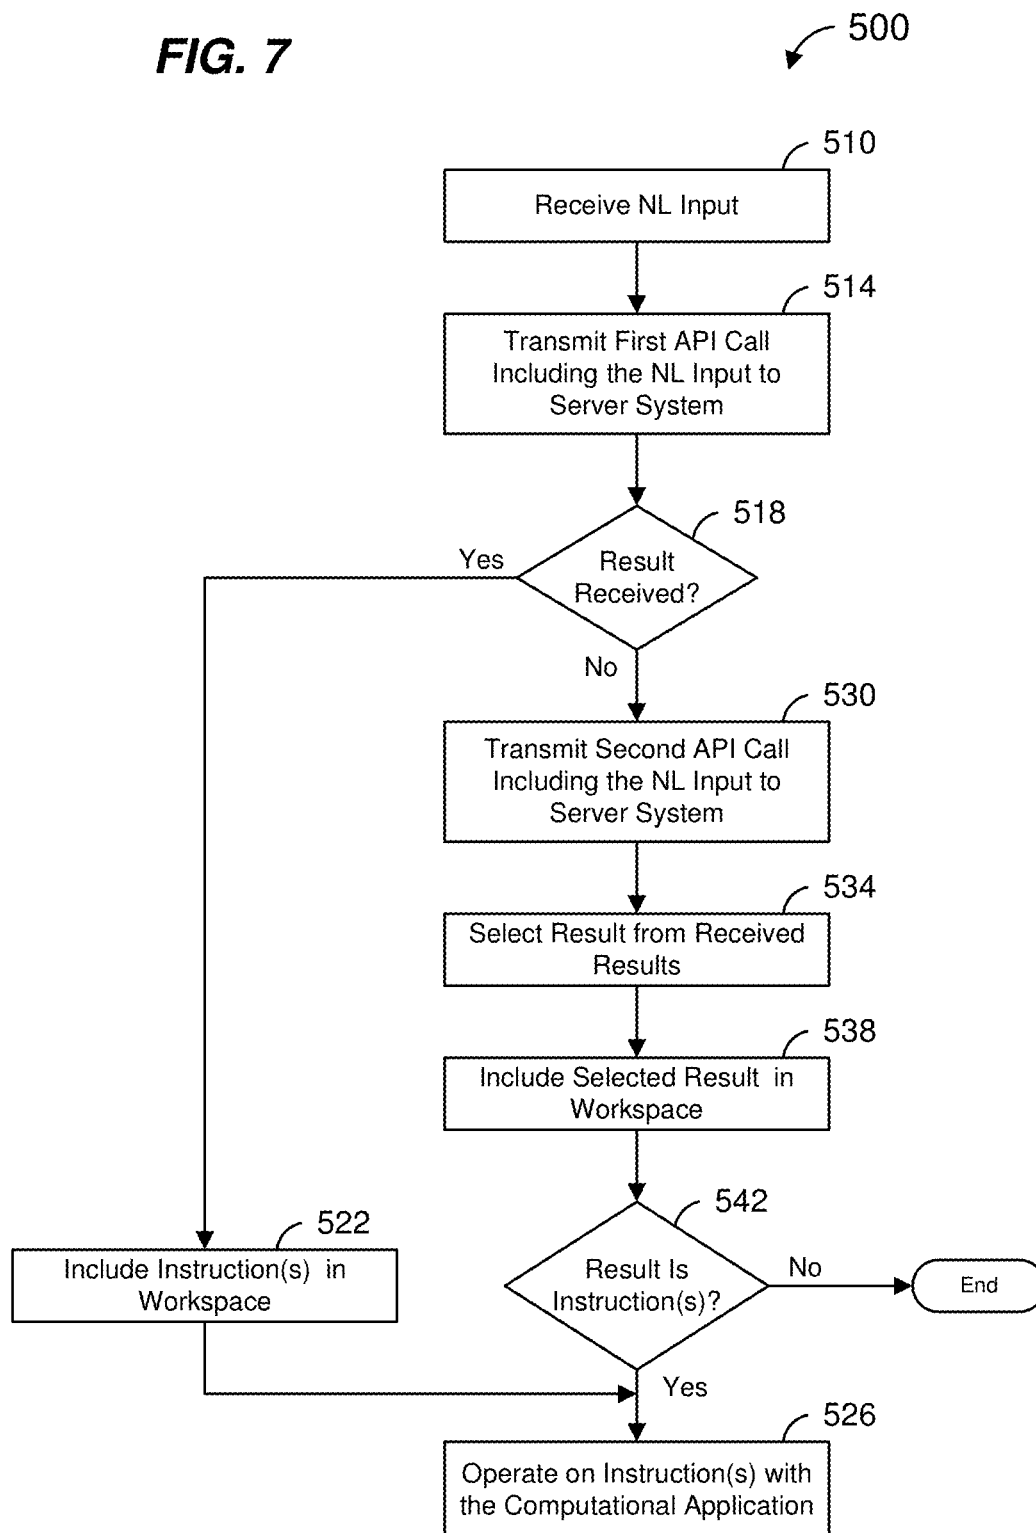 FIG. 7
500
510
Receive NL Input
514
Transmit First API Call
Including the NL Input to
Server System
518
Yes
Result
Received?
No
530
Transmit Second API Call
Including the NL Input to
Server System
534
Select Result from Received
Results
538
Include Selected Result in
Workspace
542
522
Include Instruction(s) in
Workspace
Result Is
Instruction(s)?
No
End
Yes
526
Operate on Instruction(s) with
the Computational Application